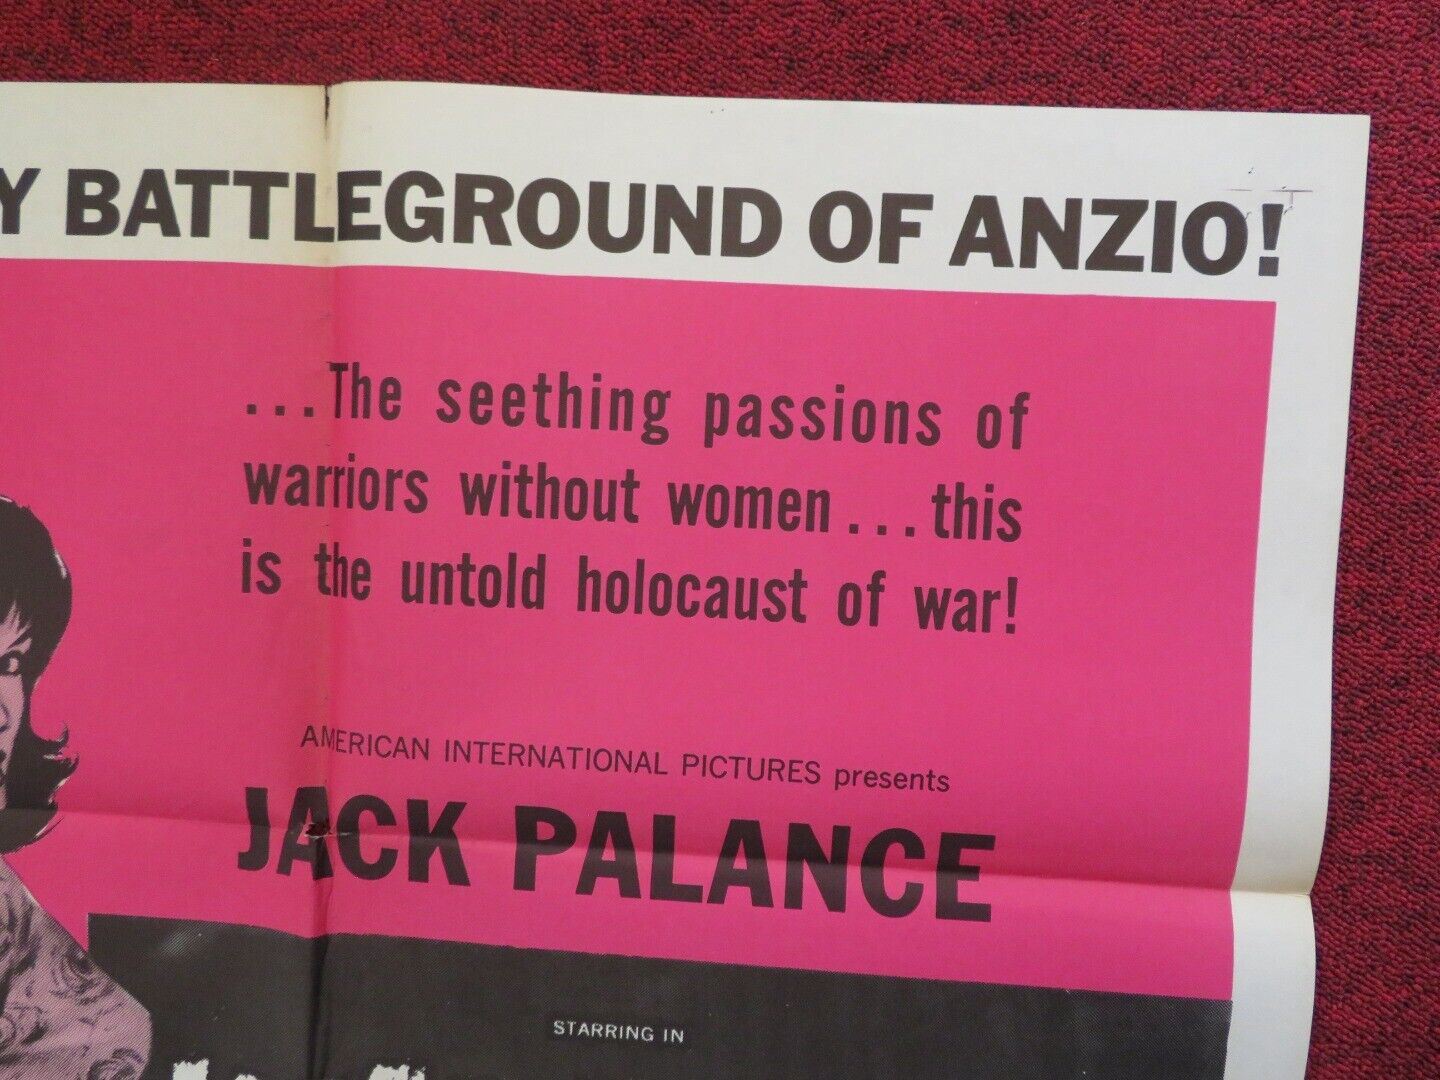 Y BATTLEGROUND OF ANZIO!
...The seething passions of
warriors without women...this
is the untold holocaust of war!
AMERICAN INTERNATIONAL PICTURES presents
JACK PALANCE
STARRING IN